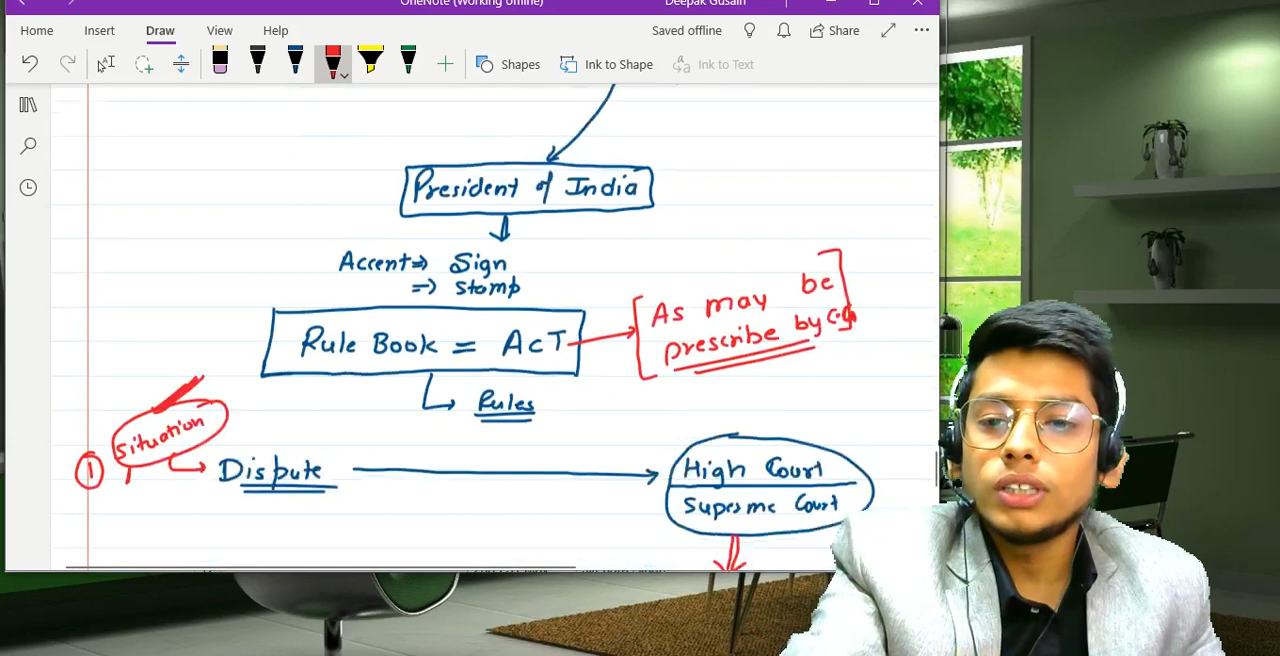 OneNote (Working offline)
Deepak Gusain
Home Insert Draw View Help
Saved offline
Share
Shapes
Ink to Shape
Ink to Text
President of India
Accent ⇒ Sign
⇒ Stamp
Rule Book = AcT
As may be
prescribe by C.G
Rules
Situation
① Dispute
High Court
Supreme Court